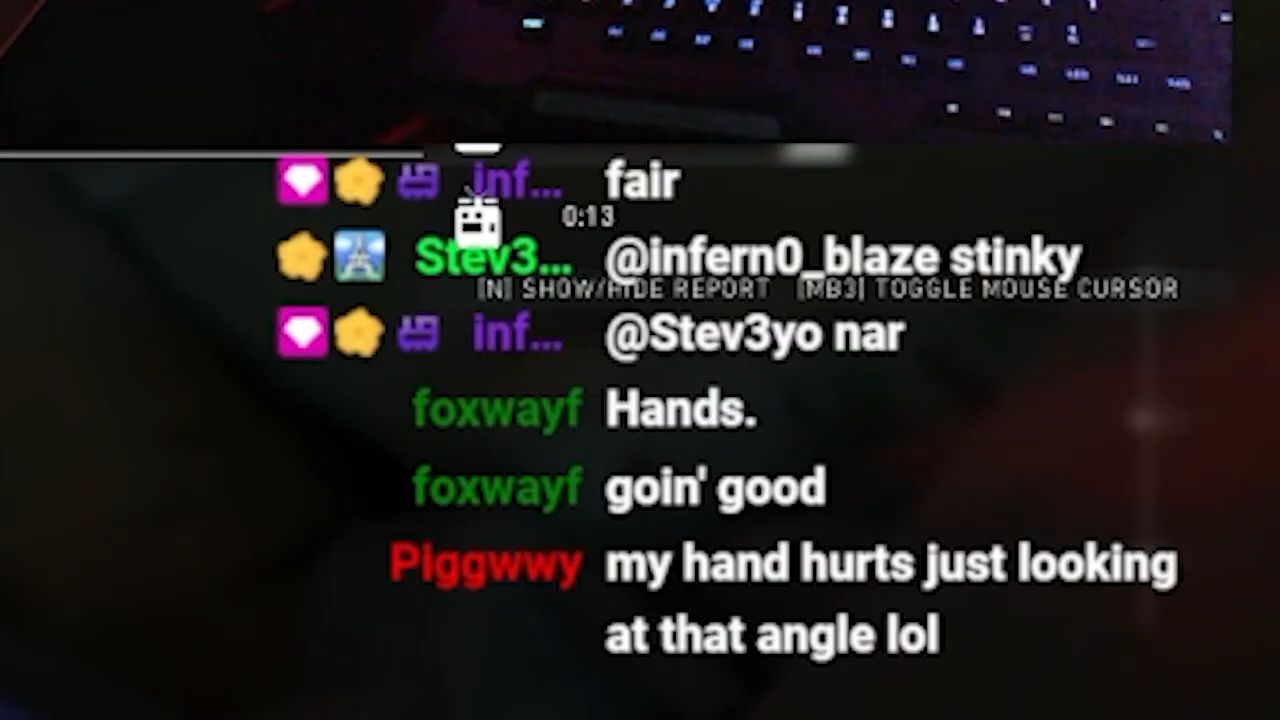 inf... fair
0:13
Stev3... @infern0_blaze stinky
[N] SHOW/HIDE REPORT [MB3] TOGGLE MOUSE CURSOR
inf... @Stev3yo nar
foxwayf Hands.
foxwayf goin' good
Piggwwy my hand hurts just looking
at that angle lol